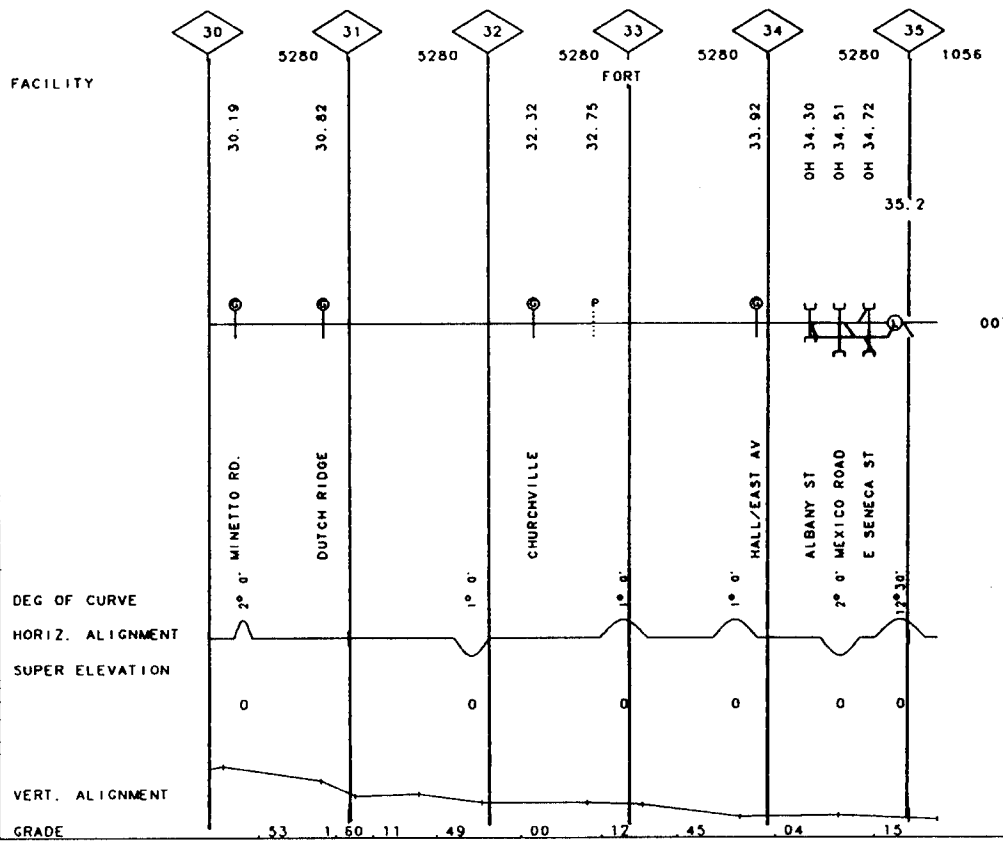 30 31 32 33 34 35
5280 5280 5280 5280 5280 1056
FORT
FACILITY
30.19
30.82
32.32
32.75
33.92
OH 34.30
OH 34.51
OH 34.72
35.2
G G G P G L
00
MINETTO RD.
DUTCH RIDGE
CHURCHVILLE
HALL/EAST AV
ALBANY ST
MEXICO ROAD
E SENECA ST
DEG OF CURVE
2° 0' 1° 0' 1° 0' 1° 0' 2° 0' 12° 30'
HORIZ. ALIGNMENT
SUPER ELEVATION
0 0 0 0 0 0
VERT. ALIGNMENT
GRADE .53 1.60 .11 .49 .00 .12 .45 .04 .15